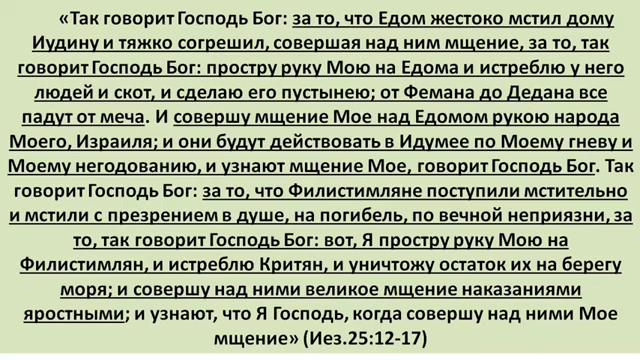 «Так говорит Господь Бог: за то, что Едом жестоко мстил дому
Иудину и тяжко согрешил, совершая над ним мщение, за то, так
говорит Господь Бог: простру руку Мою на Едома и истреблю у него
людей и скот, и сделаю его пустынею; от Фемана до Дедана все
падут от меча. И совершу мщение Мое над Едомом рукою народа
Моего, Израиля; и они будут действовать в Идумее по Моему гневу и
Моему негодованию, и узнают мщение Мое, говорит Господь Бог. Так
говорит Господь Бог: за то, что Филистимляне поступили мстительно
и мстили с презрением в душе, на погибель, по вечной неприязни, за
то, так говорит Господь Бог: вот, Я простру руку Мою на
Филистимлян, и истреблю Критян, и уничтожу остаток их на берегу
моря; и совершу над ними великое мщение наказаниями
яростными; и узнают, что Я Господь, когда совершу над ними Мое
мщение» (Иез.25:12-17)